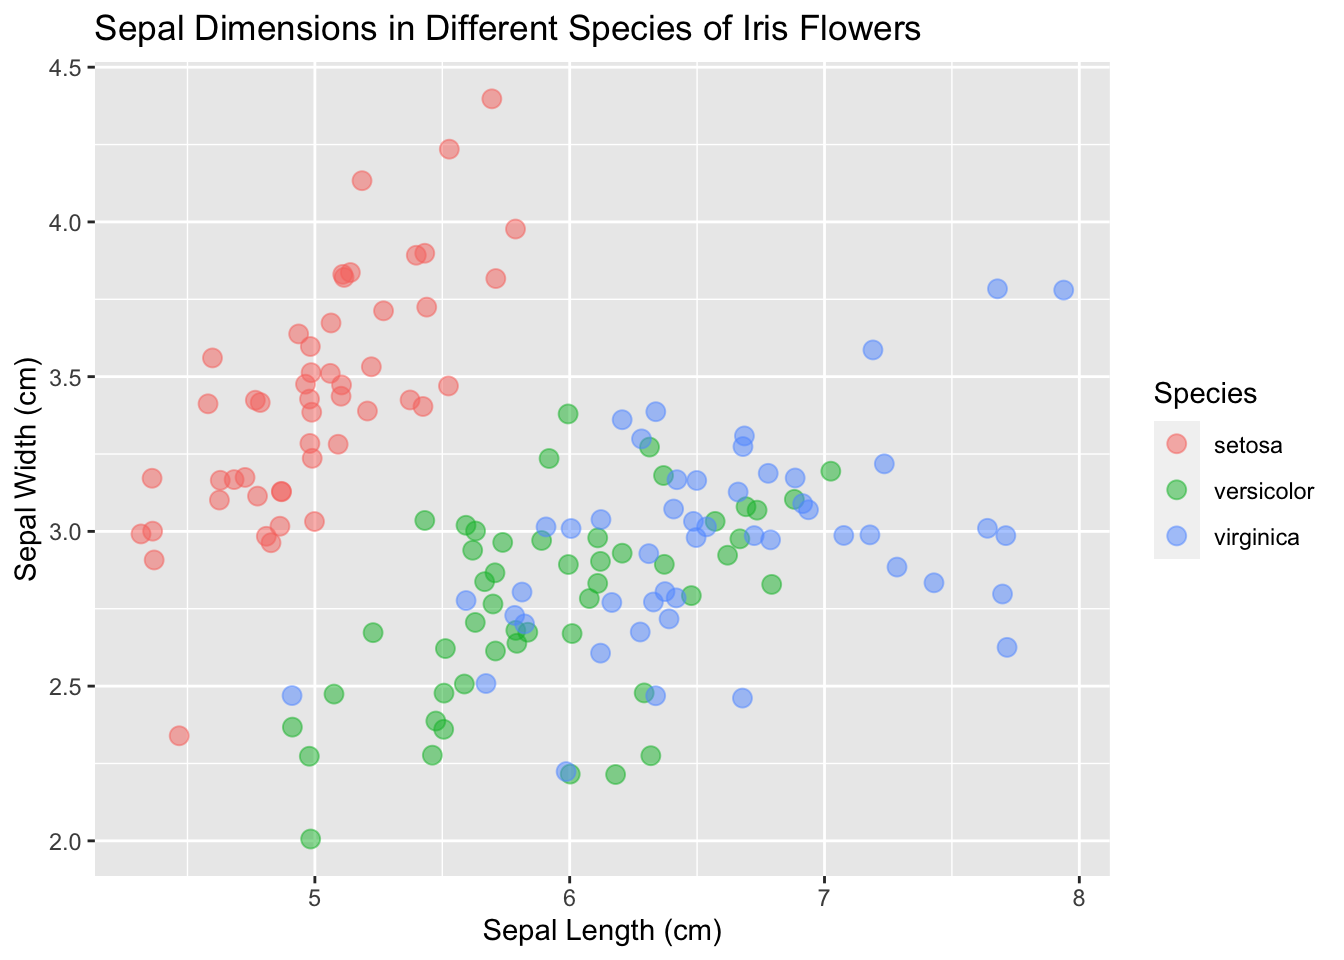 Sepal Dimensions in Different Species of Iris Flowers
4.5
4.0
3.5
3.0
2.5
2.0
Sepal Width (cm)
5 6 7 8
Sepal Length (cm)
Species
setosa
versicolor
virginica